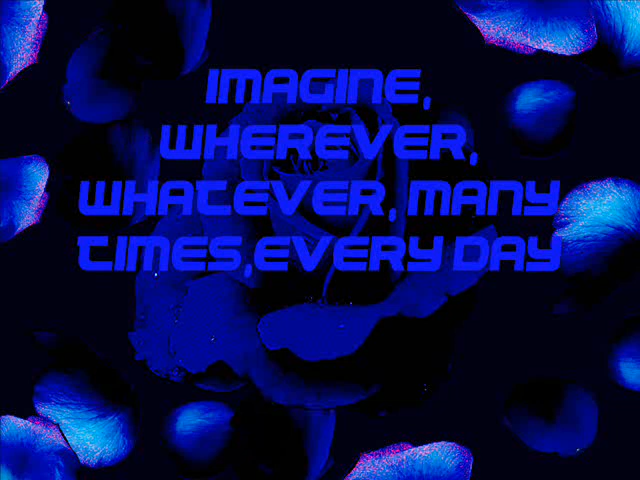 IMAGINE,
WHEREVER,
WHATEVER, MANY
TIMES,EVERY DAY